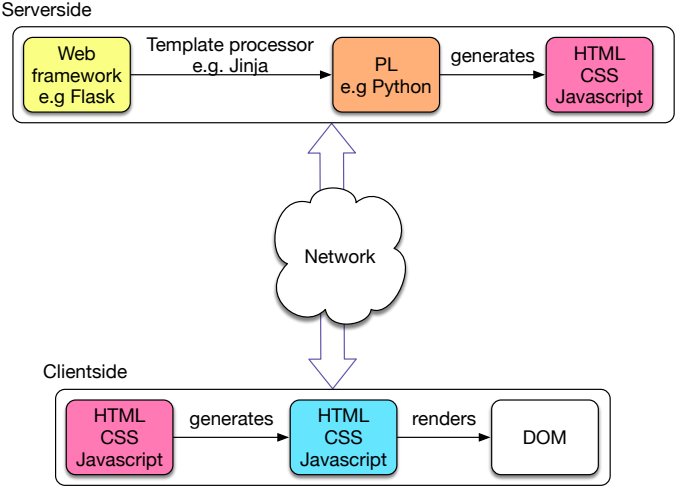 Serverside
Web
framework
e.g Flask
Template processor
e.g. Jinja
PL
e.g Python
generates
HTML
CSS
Javascript
Network
Clientside
HTML
CSS
Javascript
generates
HTML
CSS
Javascript
renders
DOM